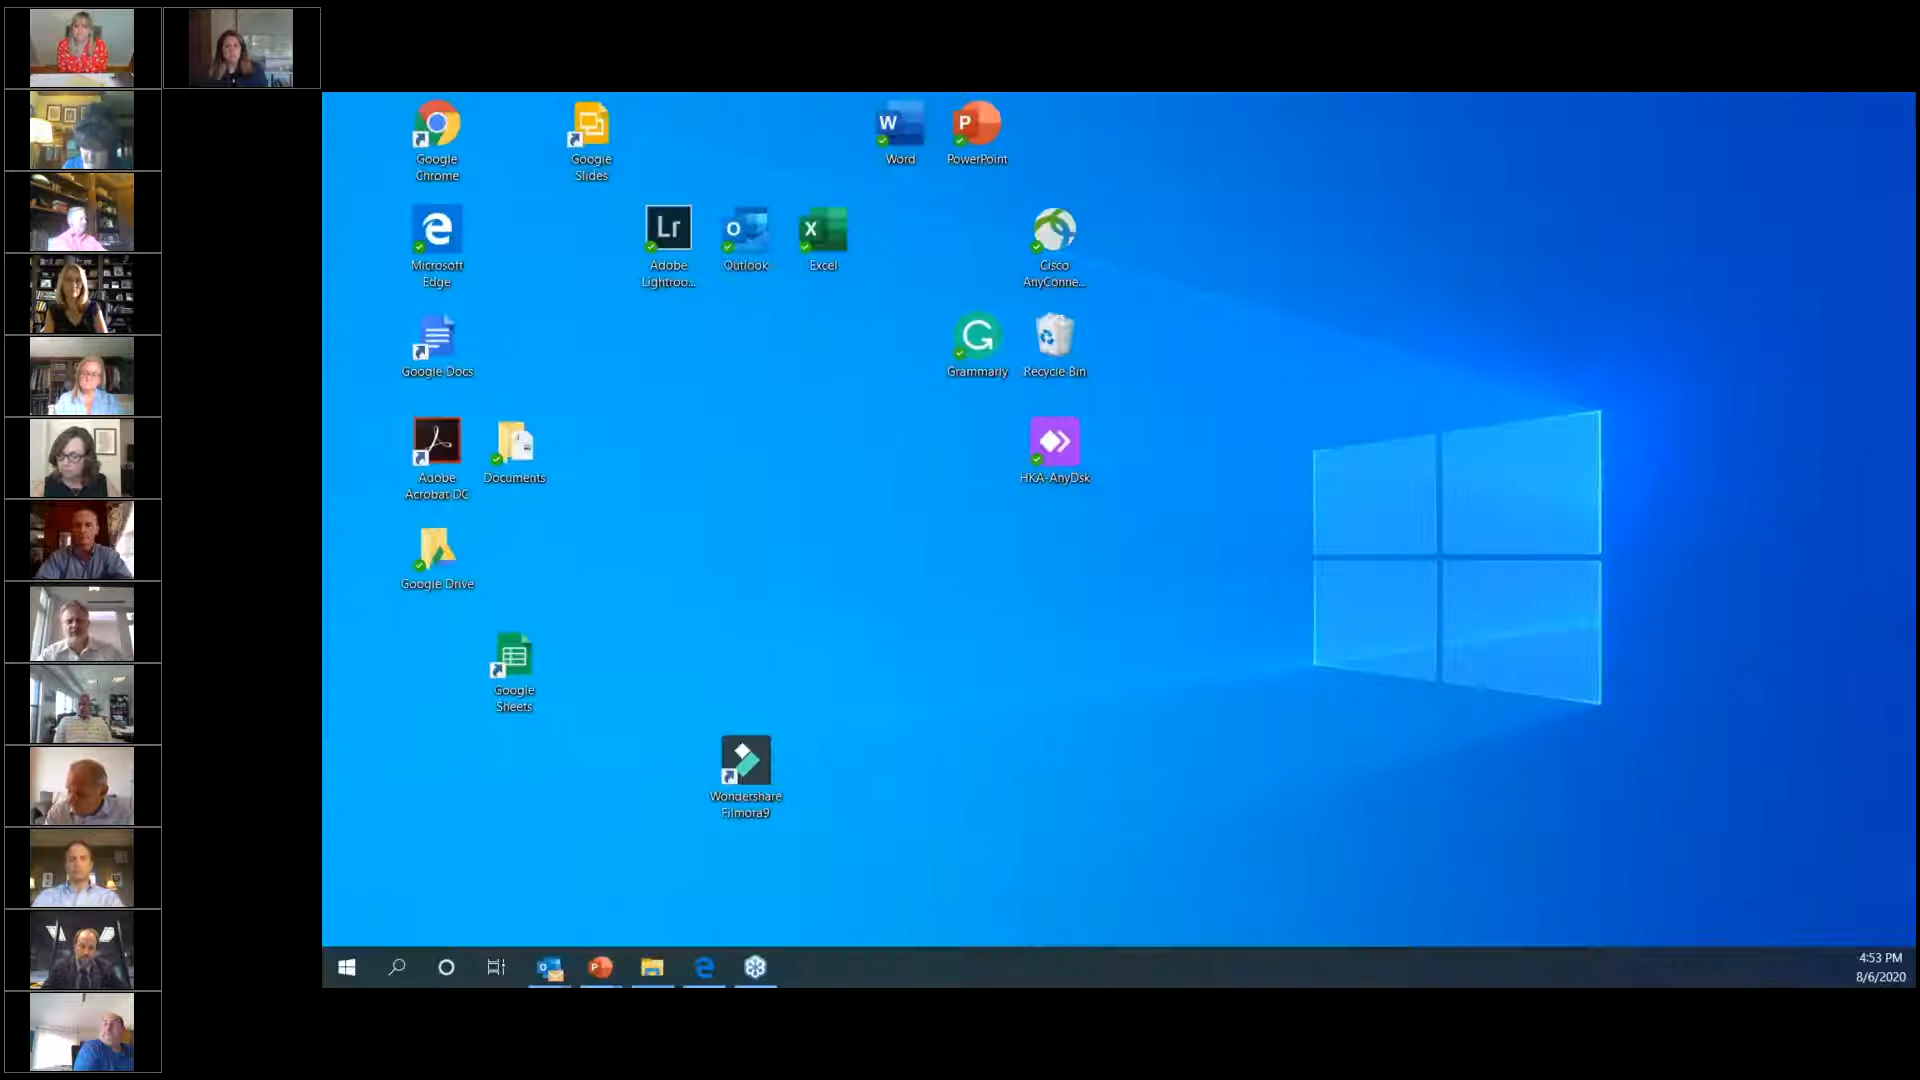 Google
Chrome
Google
Slides
W
Word
P
PowerPoint
e
Microsoft
Edge
Lr
Adobe
Lightroo...
O
Outlook
X
Excel
Cisco
AnyConne...
Google Docs
G
Grammarly
Recycle Bin
Adobe
Acrobat DC
Documents
HKA-AnyDsk
Google Drive
Google
Sheets
Wondershare
Filmora9
4:53 PM
8/6/2020